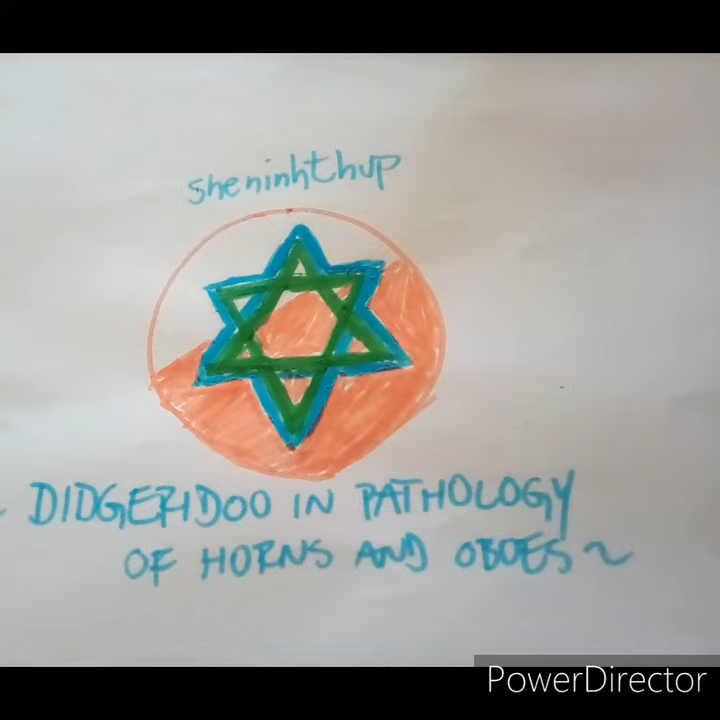 sheninhthup
~ DIDGERIDOO IN PATHOLOGY
OF HORNS AND OBOES ~
PowerDirector